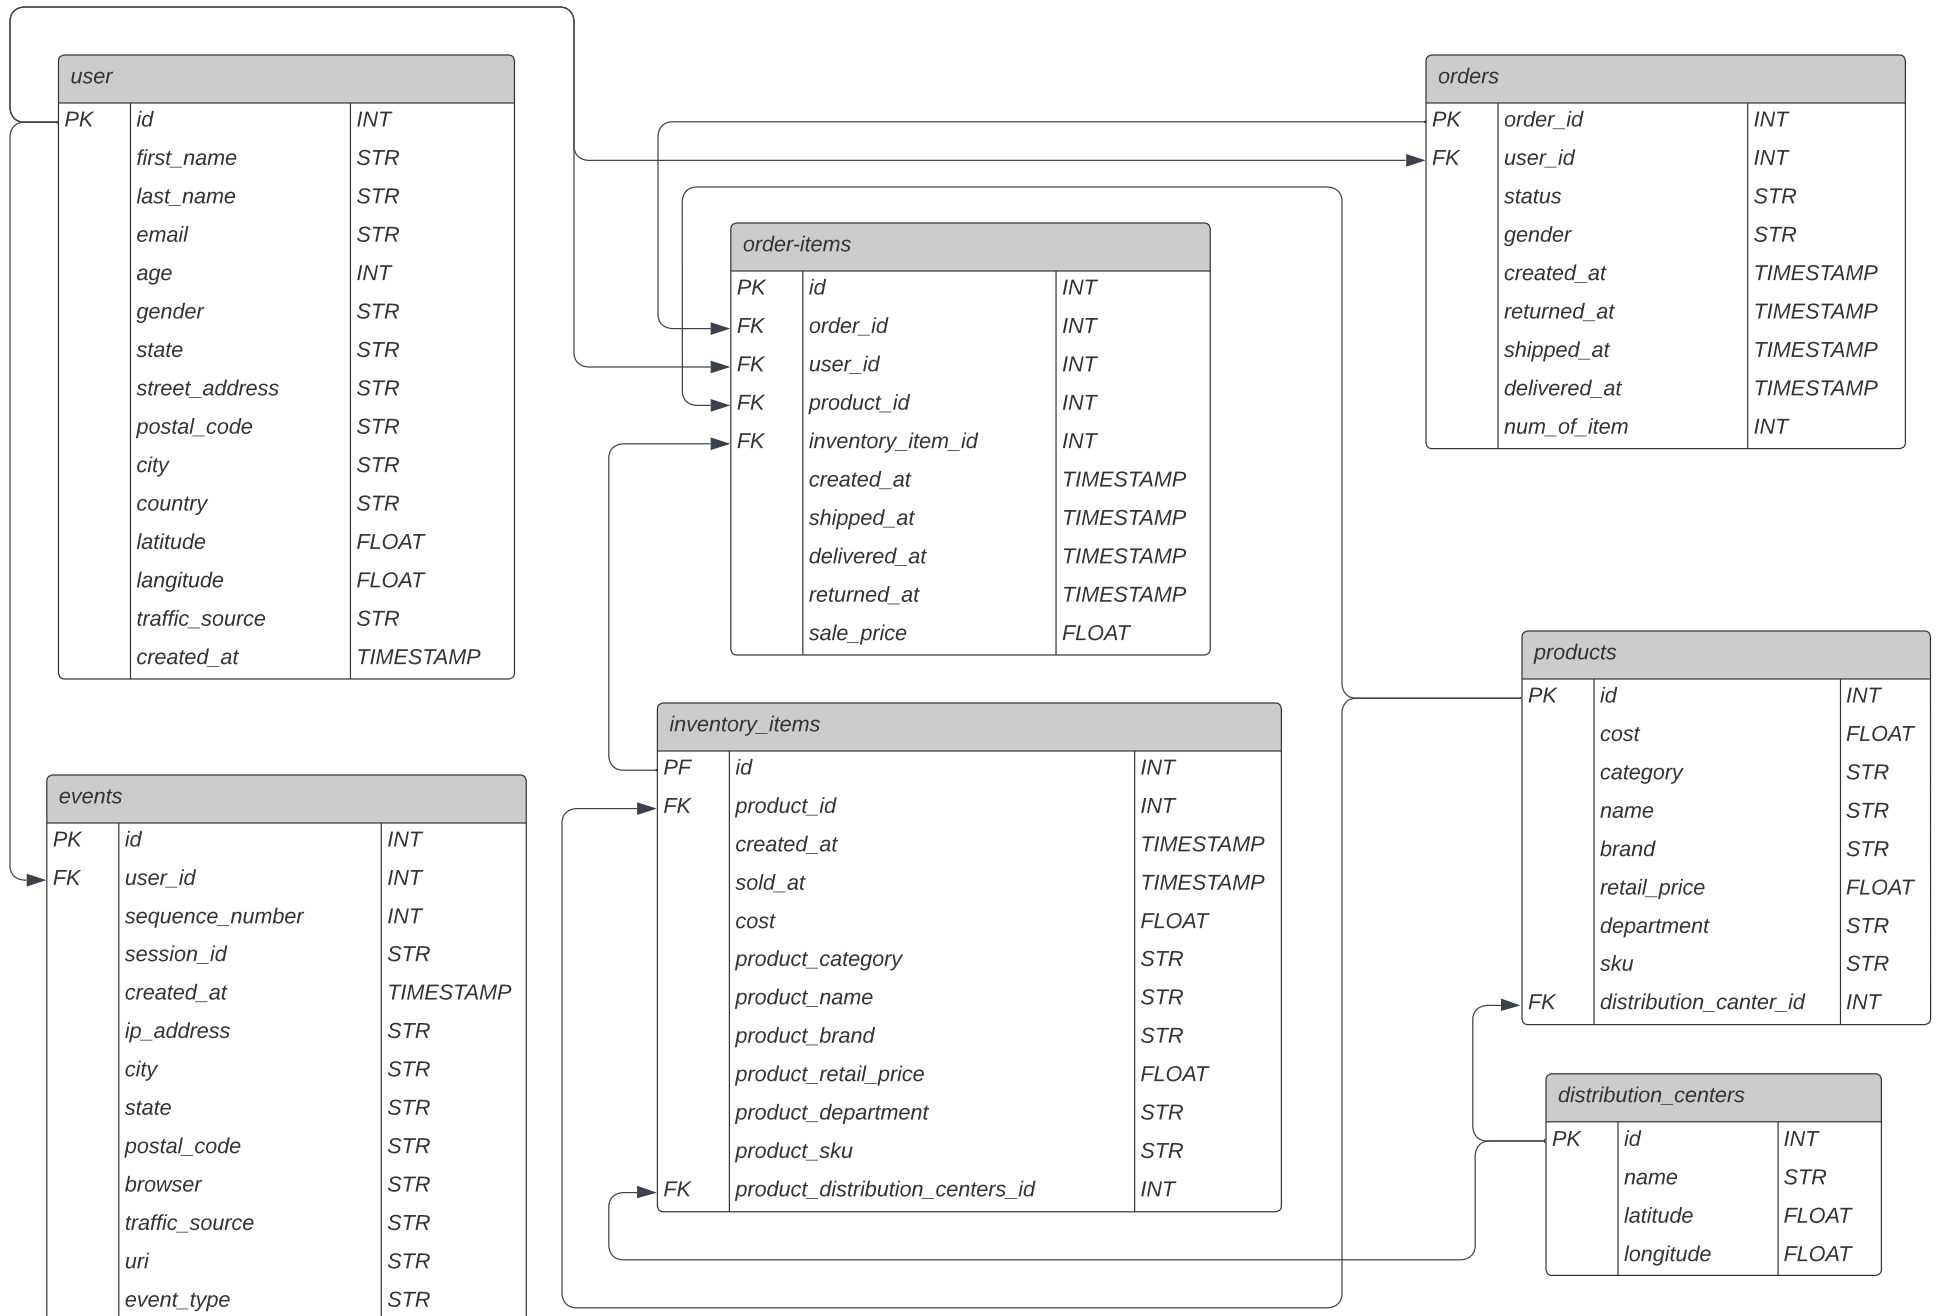 user
PK id INT
first_name STR
last_name STR
email STR
age INT
gender STR
state STR
street_address STR
postal_code STR
city STR
country STR
latitude FLOAT
langitude FLOAT
traffic_source STR
created_at TIMESTAMP
orders
PK order_id INT
FK user_id INT
status STR
gender STR
created_at TIMESTAMP
returned_at TIMESTAMP
shipped_at TIMESTAMP
delivered_at TIMESTAMP
num_of_item INT
order-items
PK id INT
FK order_id INT
FK user_id INT
FK product_id INT
FK inventory_item_id INT
created_at TIMESTAMP
shipped_at TIMESTAMP
delivered_at TIMESTAMP
returned_at TIMESTAMP
sale_price FLOAT
products
PK id INT
cost FLOAT
category STR
name STR
brand STR
retail_price FLOAT
department STR
sku STR
FK distribution_canter_id INT
inventory_items
PF id INT
FK product_id INT
created_at TIMESTAMP
sold_at TIMESTAMP
cost FLOAT
product_category STR
product_name STR
product_brand STR
product_retail_price FLOAT
product_department STR
product_sku STR
FK product_distribution_centers_id INT
events
PK id INT
FK user_id INT
sequence_number INT
session_id STR
created_at TIMESTAMP
ip_address STR
city STR
state STR
postal_code STR
browser STR
traffic_source STR
uri STR
event_type STR
distribution_centers
PK id INT
name STR
latitude FLOAT
longitude FLOAT